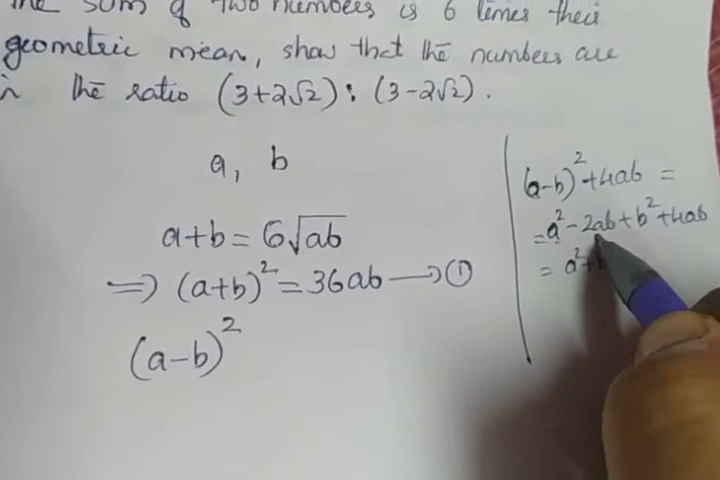 the sum of two numbers is 6 times their
geometric mean, show that the numbers are
in the ratio (3+2√2) : (3-2√2).
a, b
a+b = 6√ab
⇒ (a+b)² = 36ab → ①
(a-b)²
(a-b)² + 4ab =
= a² - 2ab + b² + 4ab
= a² +